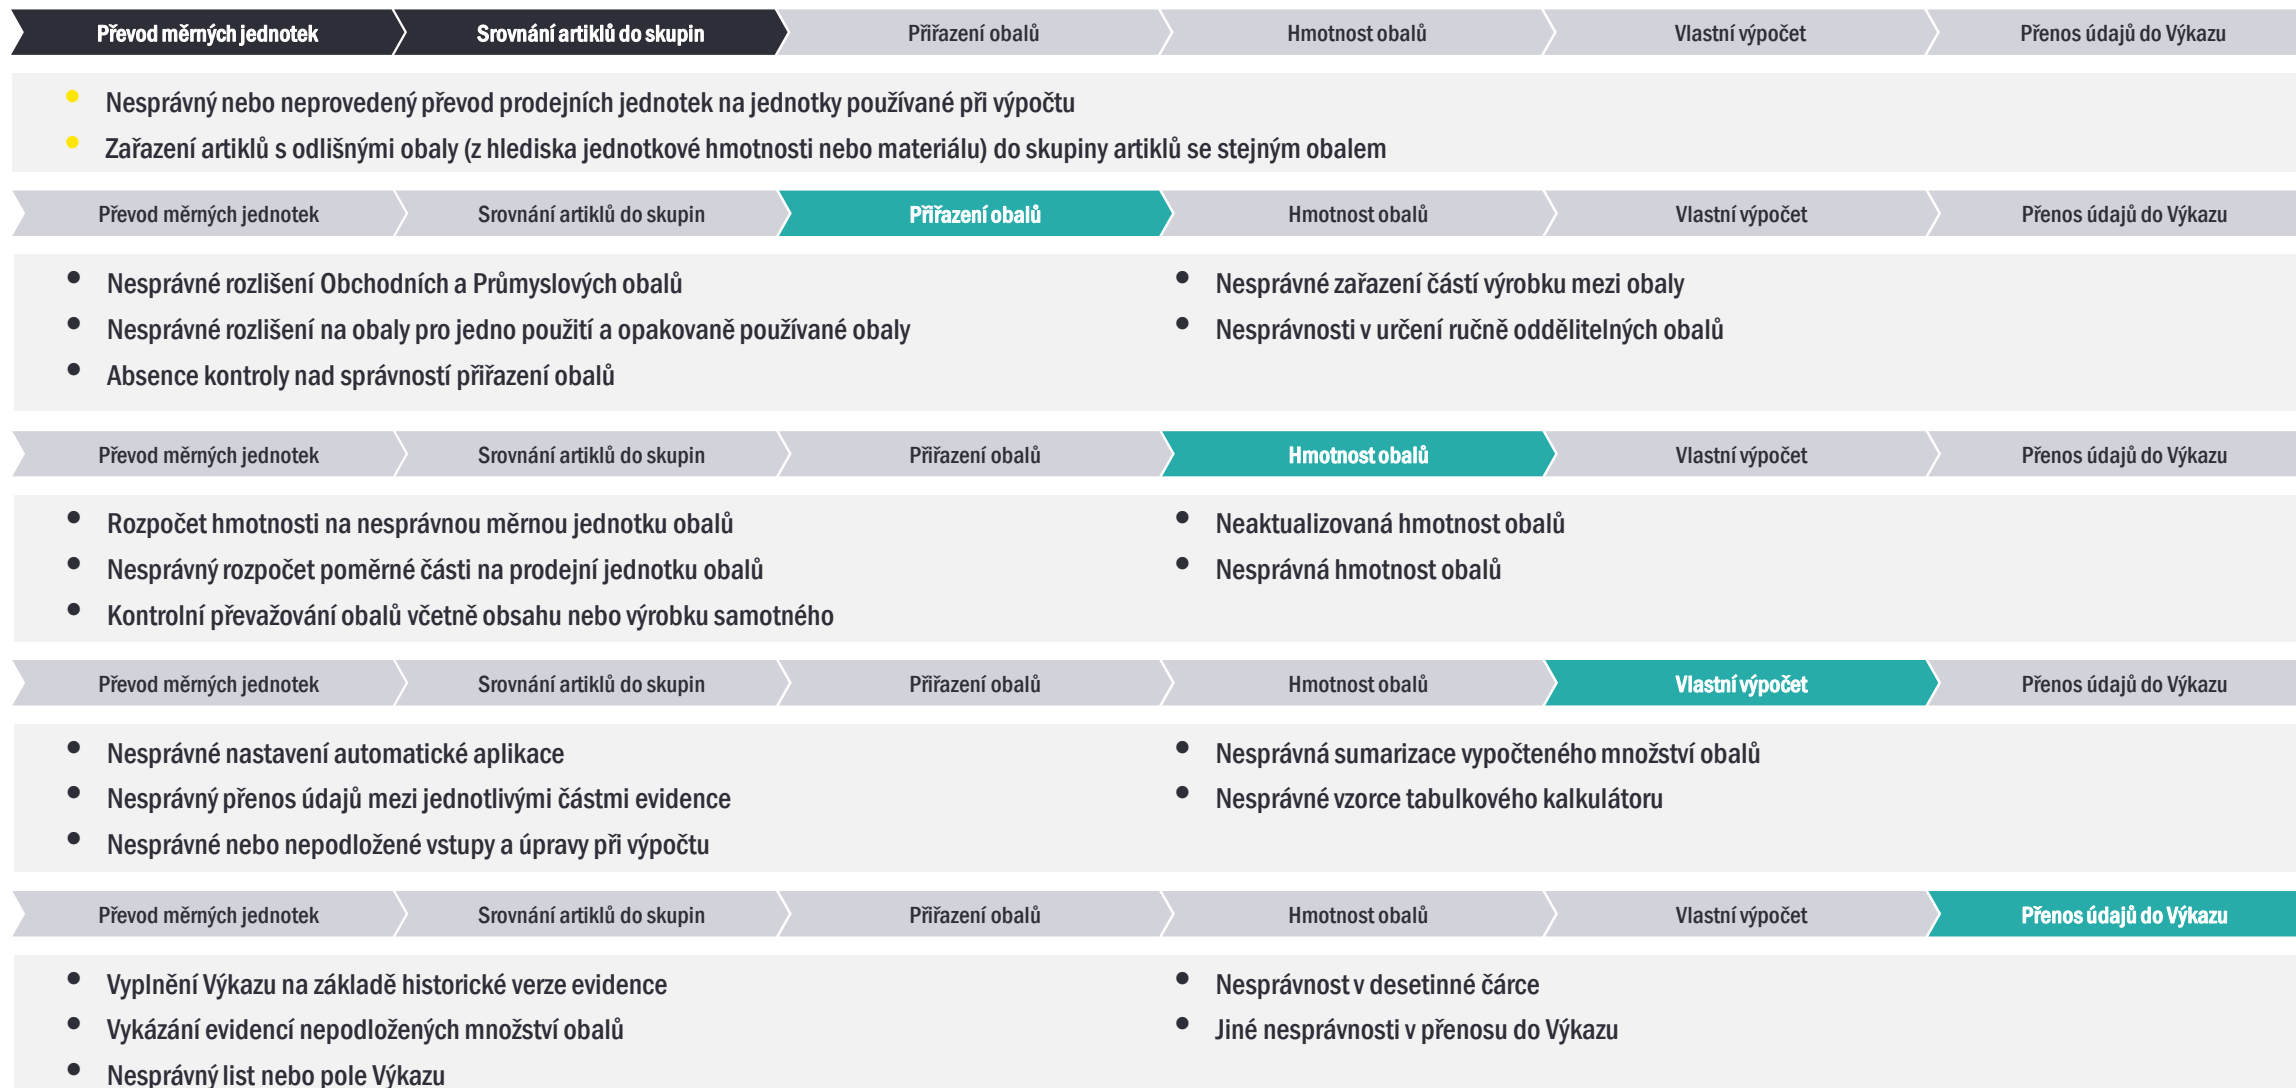 Převod měrných jednotek
Srovnání artiklů do skupin
Přiřazení obalů
Hmotnost obalů
Vlastní výpočet
Přenos údajů do Výkazu
Nesprávný nebo neprovedený převod prodejních jednotek na jednotky používané při výpočtu
Zařazení artiklů s odlišnými obaly (z hlediska jednotkové hmotnosti nebo materiálu) do skupiny artiklů se stejným obalem
Převod měrných jednotek
Srovnání artiklů do skupin
Přiřazení obalů
Hmotnost obalů
Vlastní výpočet
Přenos údajů do Výkazu
Nesprávné rozlišení Obchodních a Průmyslových obalů
Nesprávné rozlišení na obaly pro jedno použití a opakovaně používané obaly
Absence kontroly nad správností přiřazení obalů
Nesprávné zařazení částí výrobku mezi obaly
Nesprávnosti v určení ručně oddělitelných obalů
Převod měrných jednotek
Srovnání artiklů do skupin
Přiřazení obalů
Hmotnost obalů
Vlastní výpočet
Přenos údajů do Výkazu
Rozpočet hmotnosti na nesprávnou měrnou jednotku obalů
Nesprávný rozpočet poměrné části na prodejní jednotku obalů
Kontrolní převažování obalů včetně obsahu nebo výrobku samotného
Neaktualizovaná hmotnost obalů
Nesprávná hmotnost obalů
Převod měrných jednotek
Srovnání artiklů do skupin
Přiřazení obalů
Hmotnost obalů
Vlastní výpočet
Přenos údajů do Výkazu
Nesprávné nastavení automatické aplikace
Nesprávný přenos údajů mezi jednotlivými částmi evidence
Nesprávné nebo nepodložené vstupy a úpravy při výpočtu
Nesprávná sumarizace vypočteného množství obalů
Nesprávné vzorce tabulkového kalkulátoru
Převod měrných jednotek
Srovnání artiklů do skupin
Přiřazení obalů
Hmotnost obalů
Vlastní výpočet
Přenos údajů do Výkazu
Vyplnění Výkazu na základě historické verze evidence
Vykázání evidencí nepodložených množství obalů
Nesprávný list nebo pole Výkazu
Nesprávnost v desetinné čárce
Jiné nesprávnosti v přenosu do Výkazu